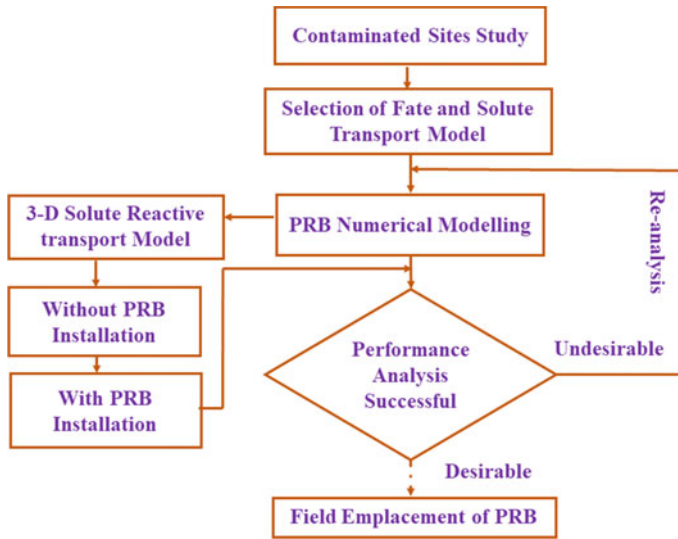 Contaminated Sites Study
Selection of Fate and Solute
Transport Model
3-D Solute Reactive
transport Model
PRB Numerical Modelling
Re-analysis
Without PRB
Installation
With PRB
Installation
Performance
Analysis
Successful
Undesirable
Desirable
Field Emplacement of PRB